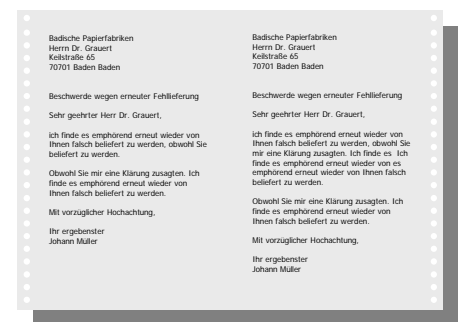 Badische Papierfabriken
Herrn Dr. Grauert
Keilstraße 65
70701 Baden Baden
Beschwerde wegen erneuter Fehllieferung
Sehr geehrter Herr Dr. Grauert,
ich finde es emphörend erneut wieder von
Ihnen falsch beliefert zu werden, obwohl Sie
beliefert zu werden.
Obwohl Sie mir eine Klärung zusagten. Ich
finde es emphörend erneut wieder von
Ihnen falsch beliefert zu werden.
Mit vorzüglicher Hochachtung,
Ihr ergebenster
Johann Müller
Badische Papierfabriken
Herrn Dr. Grauert
Keilstraße 65
70701 Baden Baden
Beschwerde wegen erneuter Fehllieferung
Sehr geehrter Herr Dr. Grauert,
ich finde es emphörend erneut wieder von
Ihnen falsch beliefert zu werden, obwohl Sie
mir eine Klärung zusagten. Ich finde es  Ich
finde es emphörend erneut wieder von es
emphörend erneut wieder von Ihnen falsch
beliefert zu werden.
Obwohl Sie mir eine Klärung zusagten. Ich
finde es emphörend erneut wieder von
Ihnen falsch beliefert zu werden.
Mit vorzüglicher Hochachtung,
Ihr ergebenster
Johann Müller